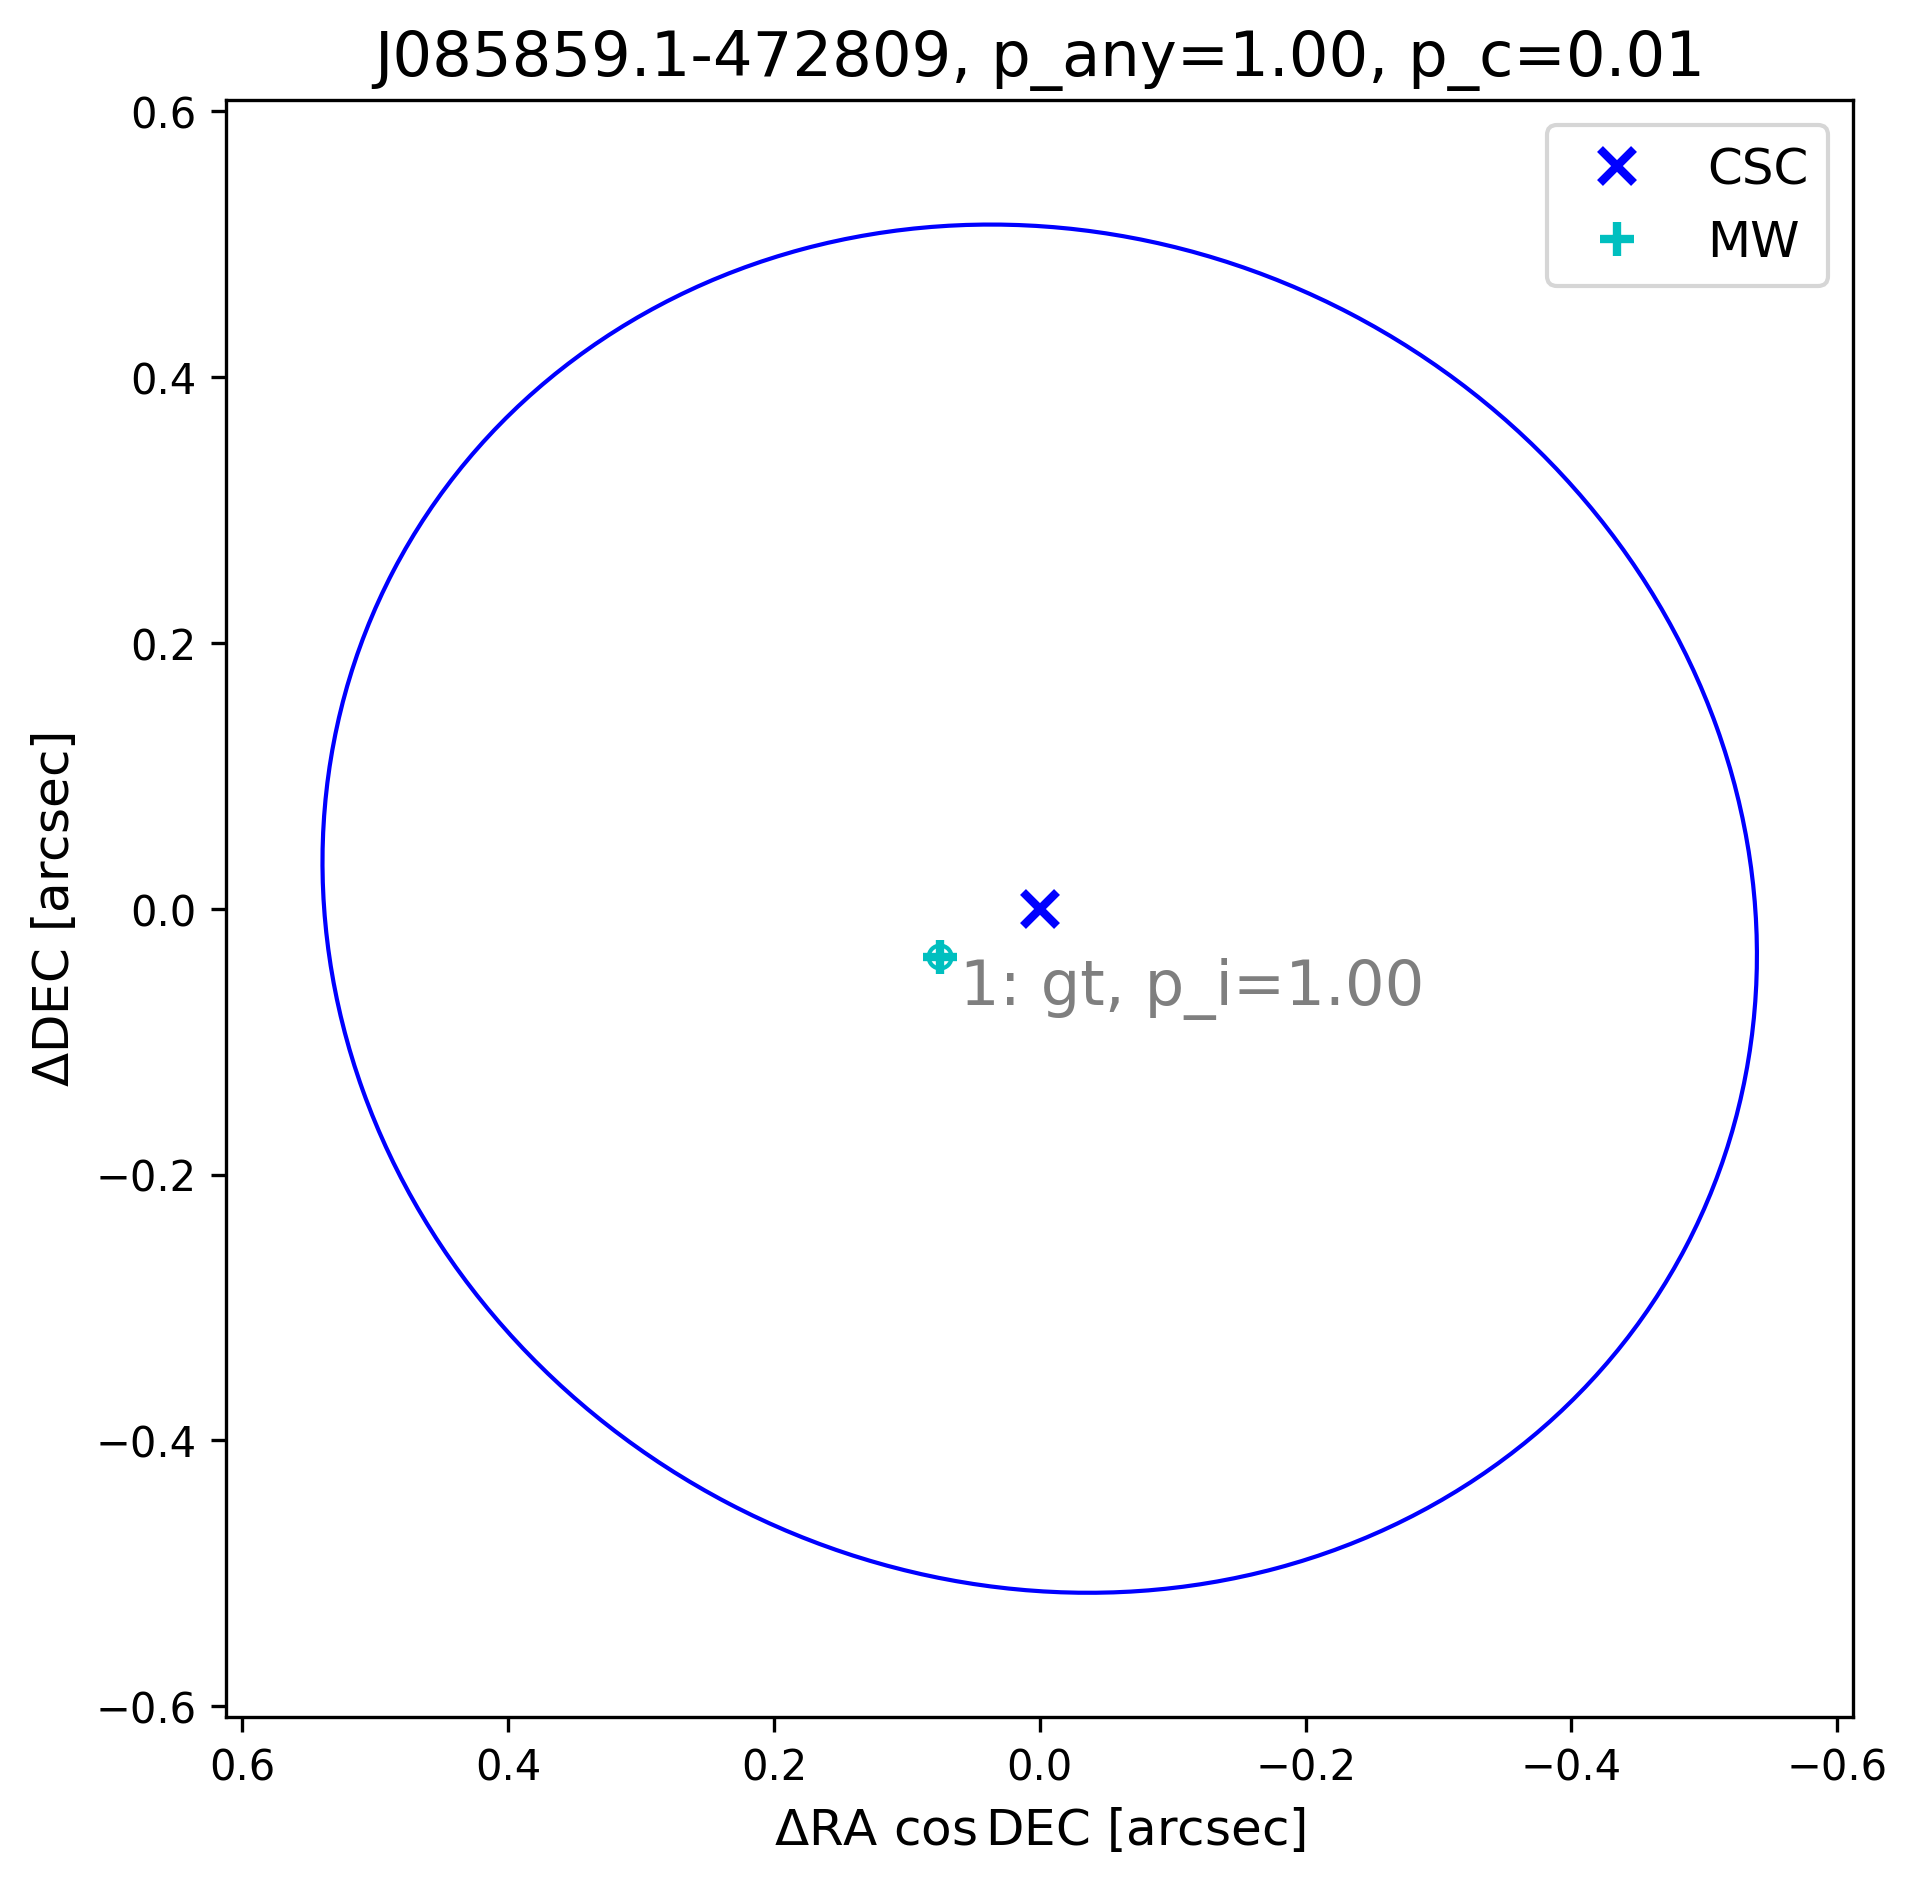 J085859.1-472809, p_any=1.00, p_c=0.01
CSC
MW
0.6
0.4
0.2
0.0
−0.2
−0.4
−0.6
ΔDEC [arcsec]
1: gt, p_i=1.00
0.6 0.4 0.2 0.0 −0.2 −0.4 −0.6
ΔRA cos DEC [arcsec]